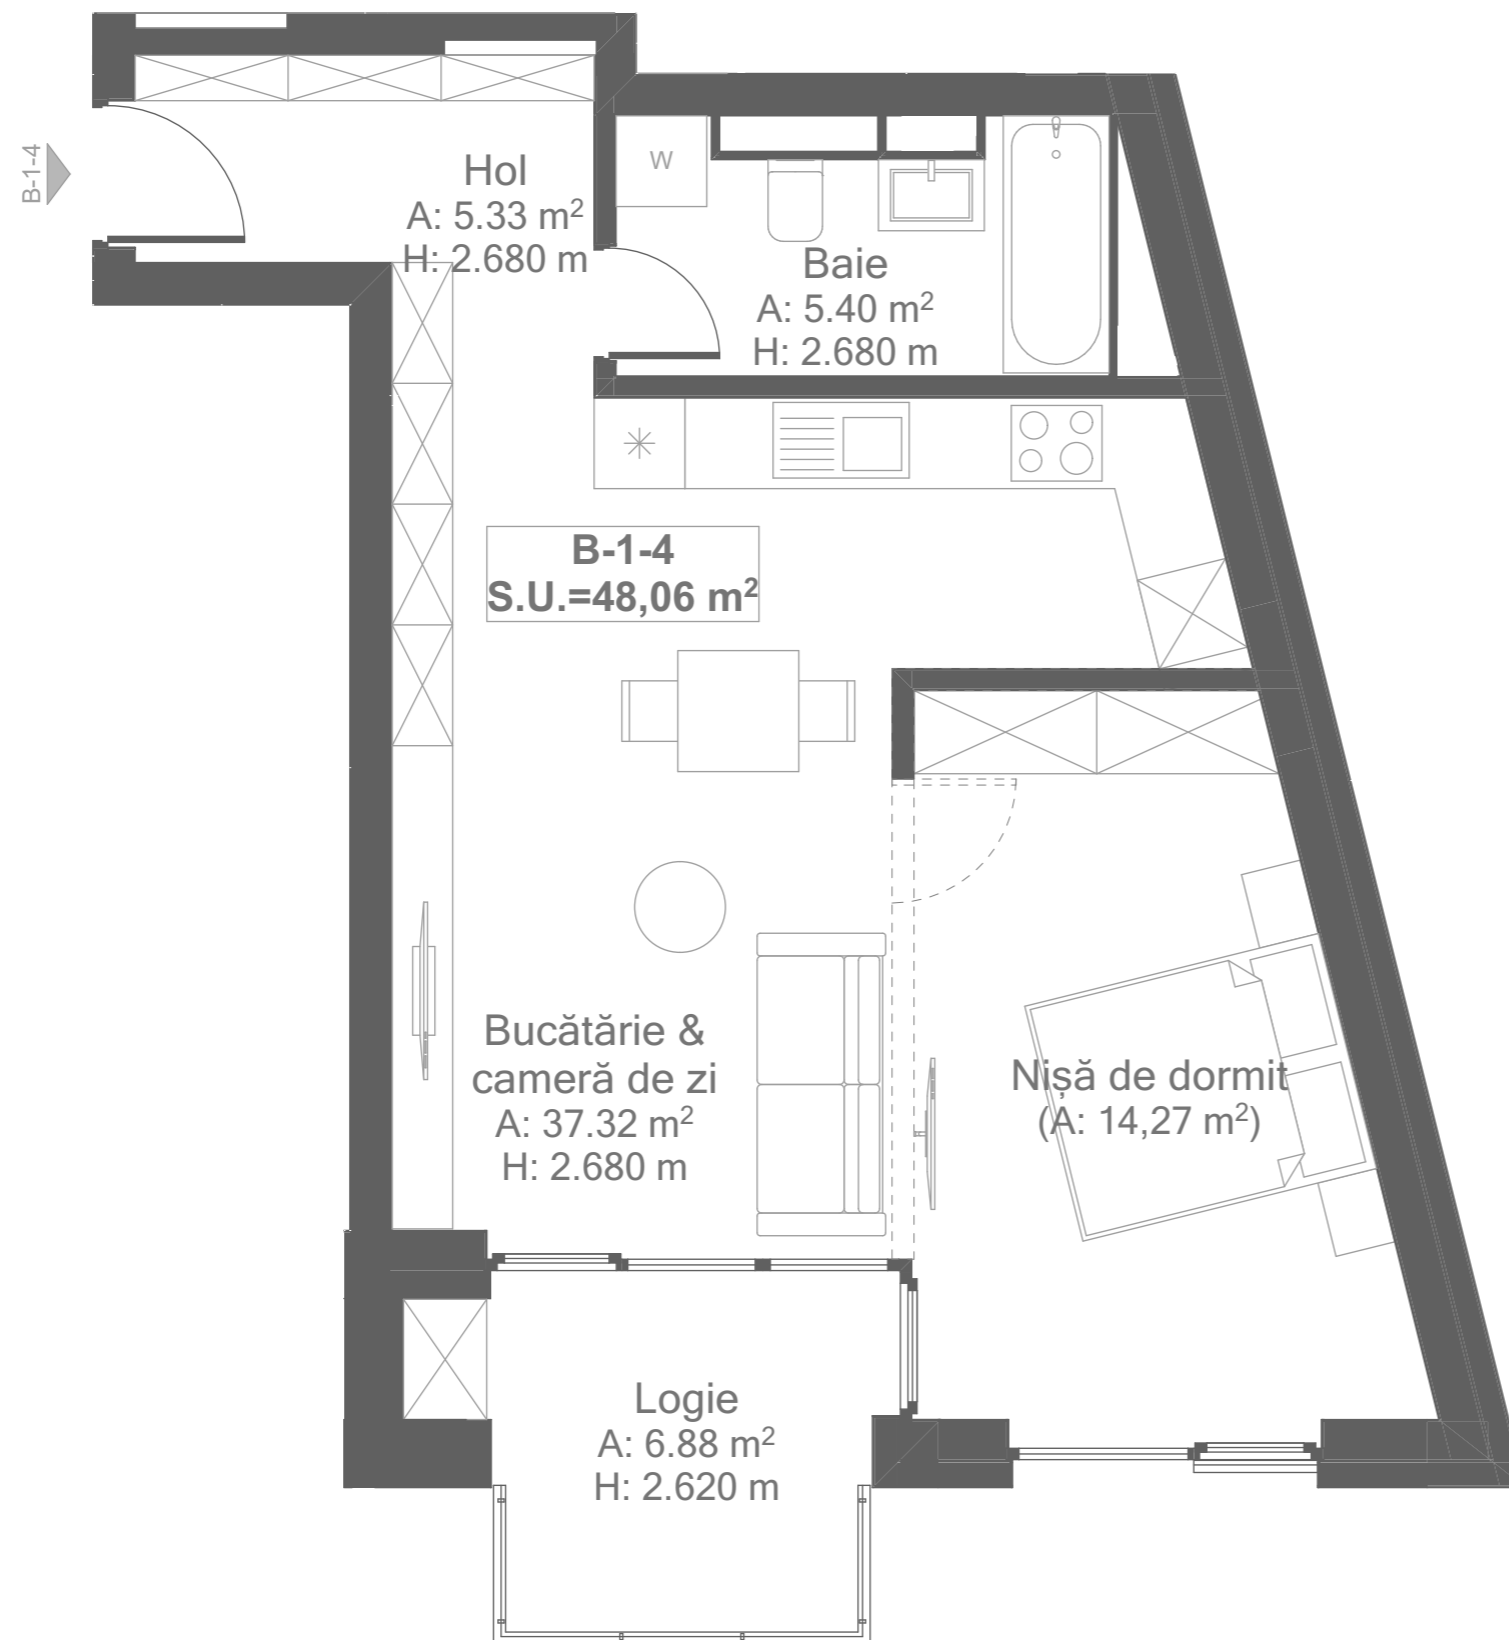 B-1-4
Hol
A: 5.33 m²
H: 2.680 m
W
Baie
A: 5.40 m²
H: 2.680 m
B-1-4
S.U.=48,06 m²
Bucătărie &
cameră de zi
A: 37.32 m²
H: 2.680 m
Nișă de dormit
(A: 14,27 m²)
Logie
A: 6.88 m²
H: 2.620 m